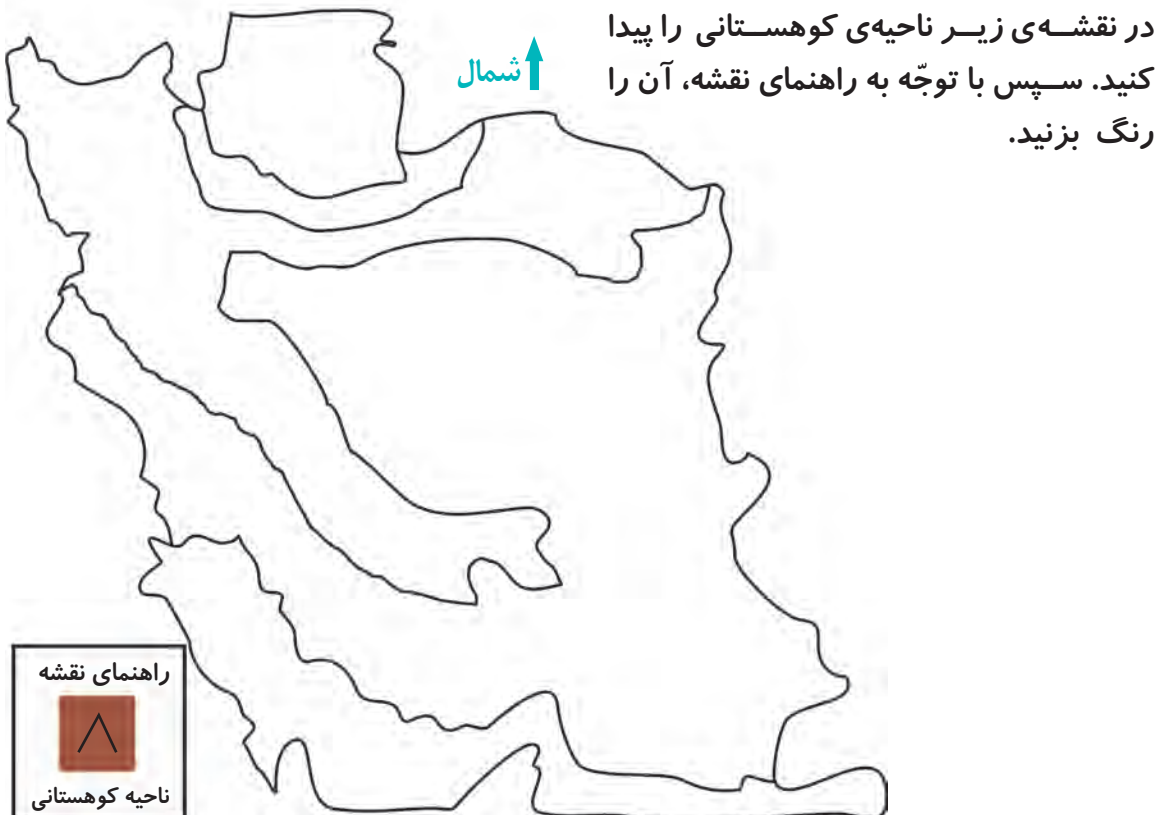 در نقشه‌ی زیر ناحیه‌ی کوهستانی را پیدا
کنید. سپس با توجّه به راهنمای نقشه، آن را
رنگ بزنید.
شمال
راهنمای نقشه
ناحیه کوهستانی